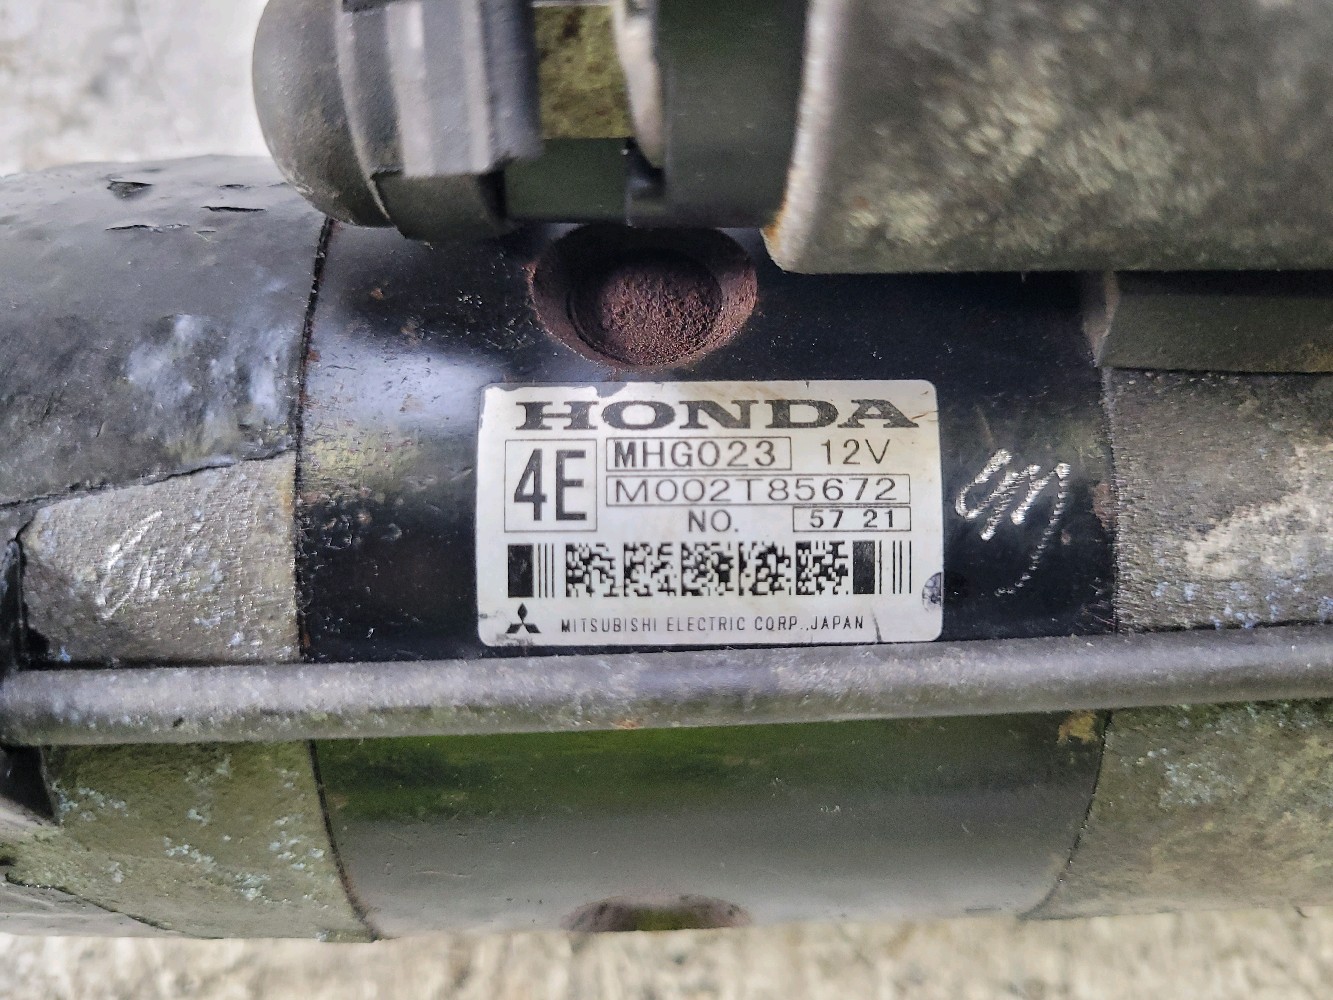 HONDA
4E
MHG023 12V
M002T85672
NO. 57 21
MITSUBISHI ELECTRIC CORP.,JAPAN